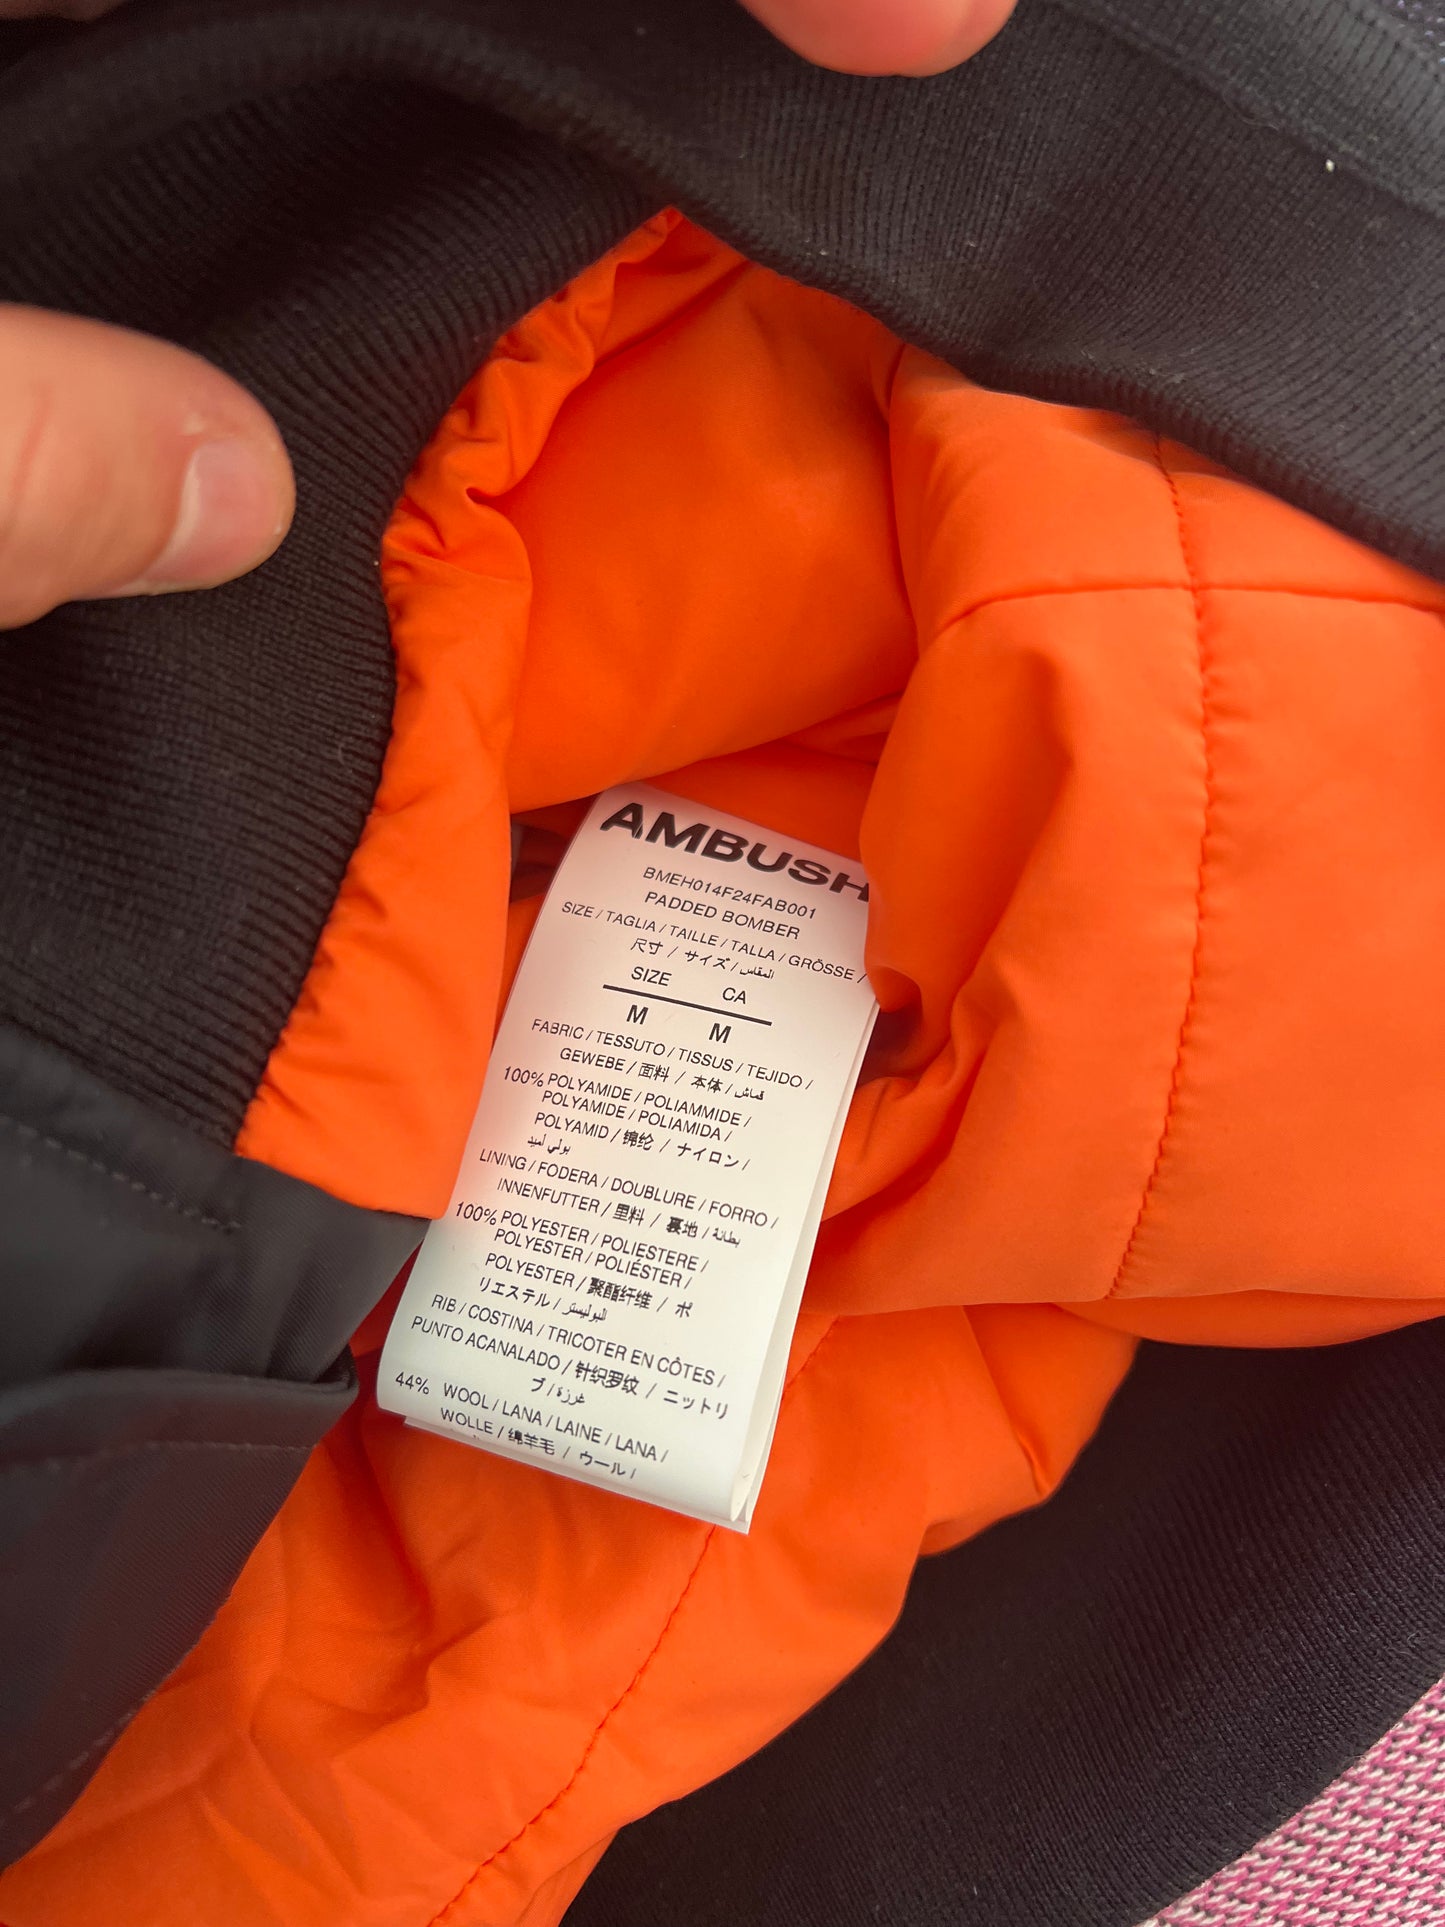 AMBUSH
BMEH014F24FAB001
PADDED BOMBER
SIZE / TAGLIA / TAILLE / TALLA / GRÖSSE /
尺寸 / サイズ / المقاس
SIZE CA
M M
FABRIC / TESSUTO / TISSUS / TEJIDO /
GEWEBE / 面料 / 本体 / قماش
100% POLYAMIDE / POLIAMMIDE /
POLYAMIDE / POLIAMIDA /
POLYAMID / 锦纶 / ナイロン /
بولي أميد
LINING / FODERA / DOUBLURE / FORRO /
INNENFUTTER / 里料 / 裏地 / بطانة
100% POLYESTER / POLIESTERE /
POLYESTER / POLIÉSTER /
POLYESTER / 聚酯纤维 / ポ
リエステル / البوليستر
RIB / COSTINA / TRICOTER EN CÔTES /
PUNTO ACANALADO / 针织罗纹 / ニットリ
ブ / غرزة
44% WOOL / LANA / LAINE / LANA /
WOLLE / 绵羊毛 / ウール /